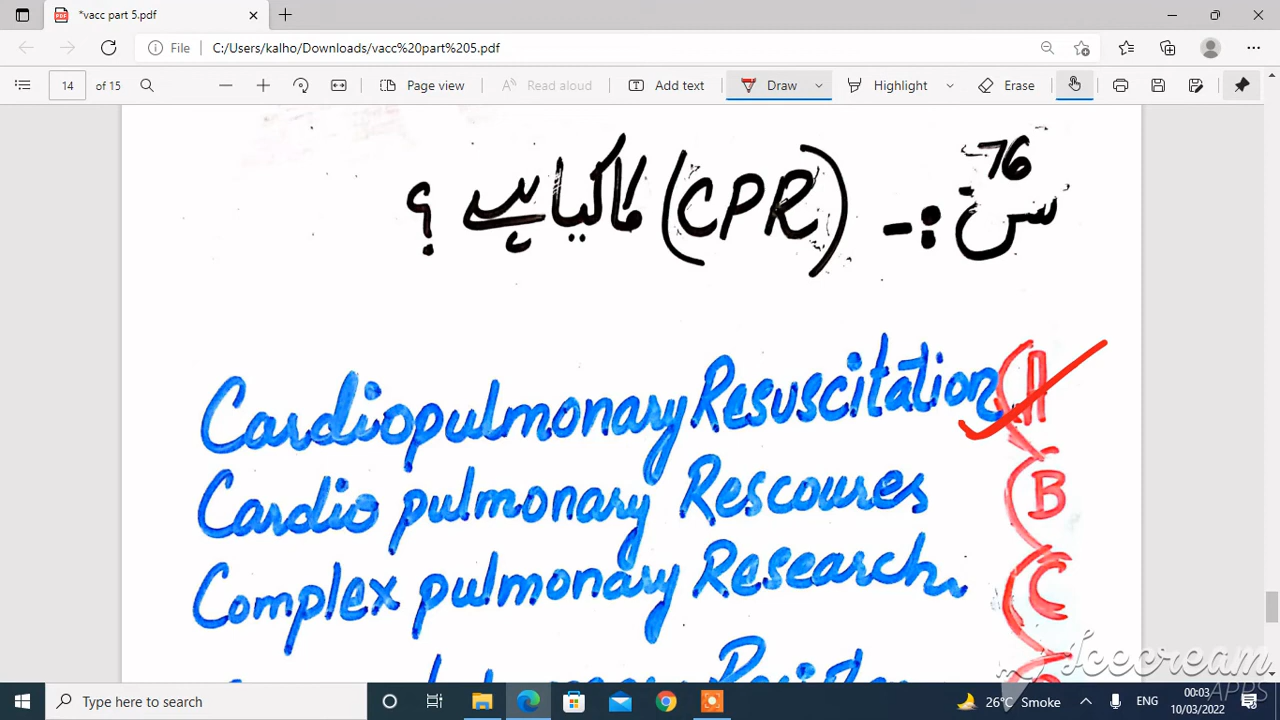 *vacc part 5.pdf
File C:/Users/kalho/Downloads/vacc%20part%205.pdf
14 of 15 Page view Read aloud Add text Draw Highlight Erase
س 76 :- (CPR) کیا ہے ؟
Cardiopulmonary Resuscitation (A
Cardio pulmonary Rescoures (B
Complex pulmonary Research (C
Icecream
APPS
Type here to search 26°C Smoke ENG 00:03
10/03/2022